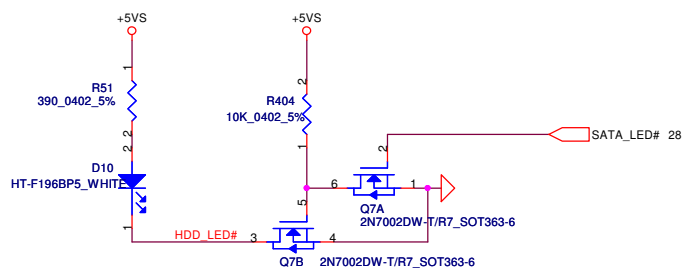 +5VS
+5VS
1
R51
390_0402_5%
2
2
R404
10K_0402_5%
1
2
SATA_LED# 28
2
D10
HT-F196BP5_WHITE
1
6
1
5
Q7A
2N7002DW-T/R7_SOT363-6
HDD_LED#
3
4
Q7B
2N7002DW-T/R7_SOT363-6